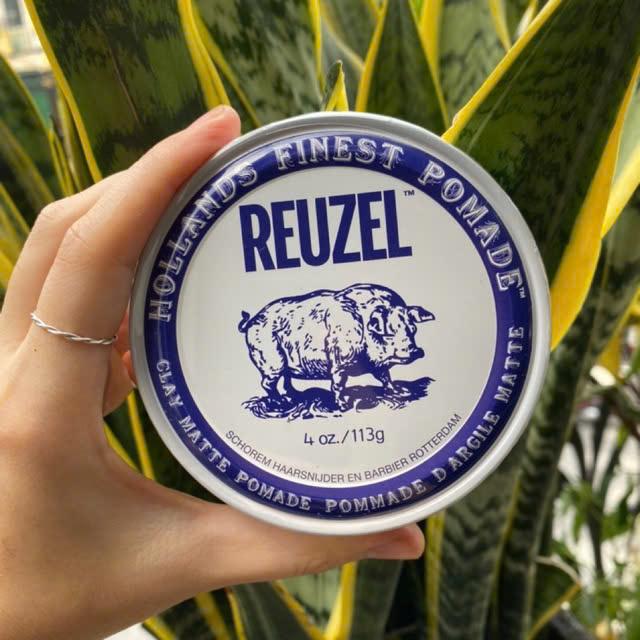 HOLLANDS FINEST POMADE™
REUZEL™
4 oz./113g
SCHOREM HAARSNIJDER EN BARBIER ROTTERDAM
CLAY MATTE POMADE POMMADE D'ARGILE MATTE